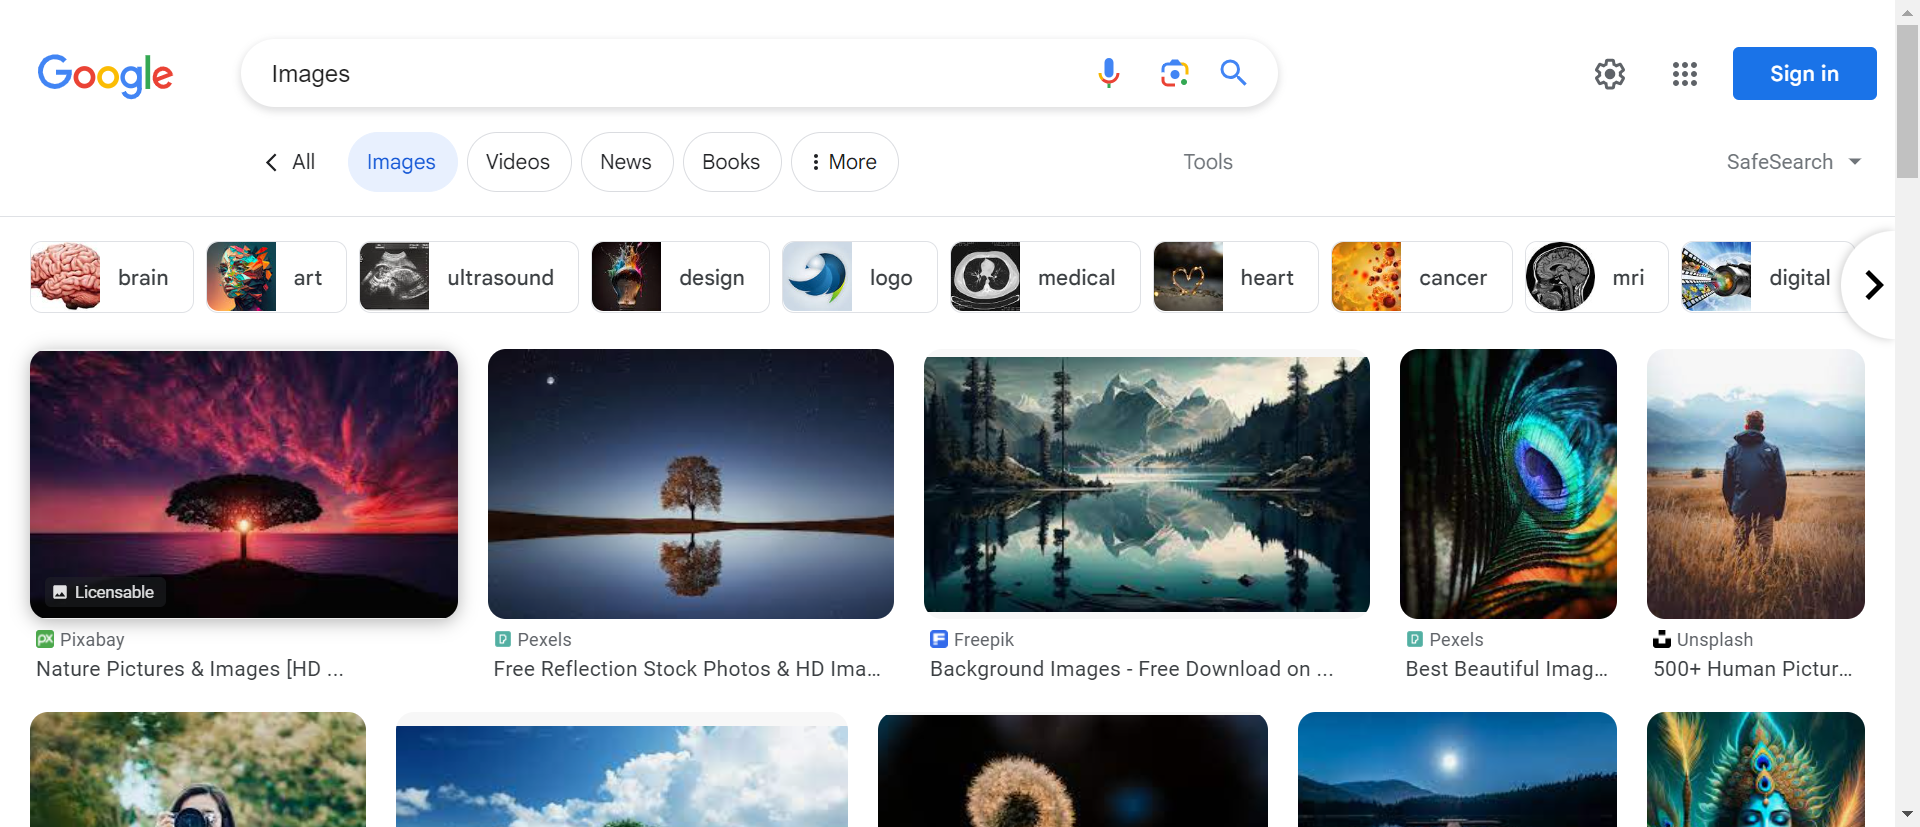 Google
Images
Sign in
All
Images
Videos
News
Books
More
Tools
SafeSearch
brain
art
ultrasound
design
logo
medical
heart
cancer
mri
digital
Licensable
Pixabay
Nature Pictures & Images [HD ...
Pexels
Free Reflection Stock Photos & HD Ima...
Freepik
Background Images - Free Download on ...
Pexels
Best Beautiful Imag...
Unsplash
500+ Human Pictur...